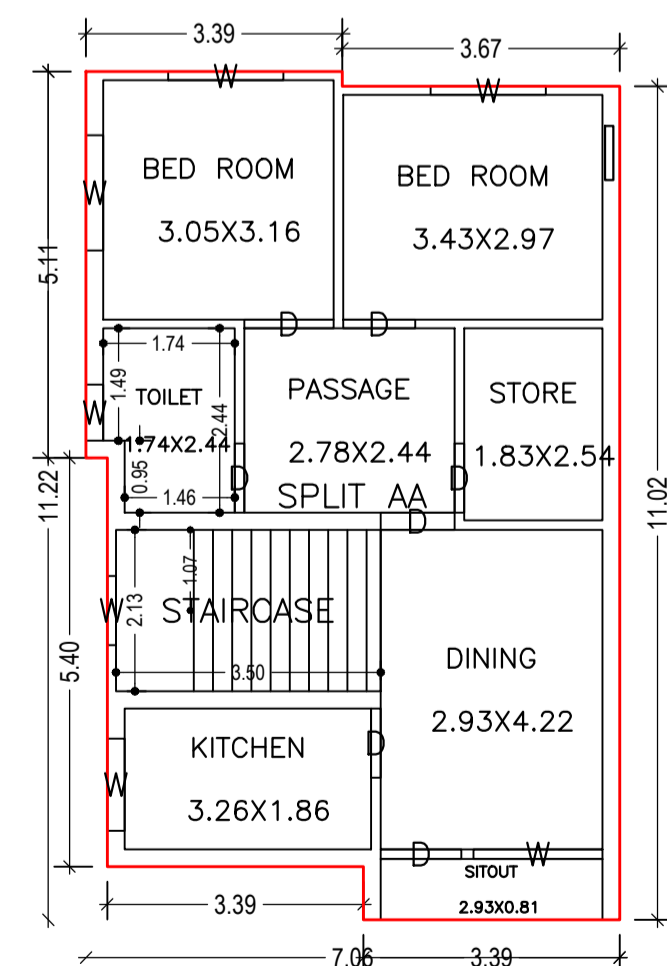 3.39
3.67
W
W
BED ROOM
BED ROOM
W
3.05X3.16
3.43X2.97
5.11
D
D
1.74
1.49
TOILET
2.44
PASSAGE
STORE
W
1.74X2.44
2.78X2.44
1.83X2.54
0.95
D
D
1.46
SPLIT AA
11.22
11.02
D
1.07
W
2.13
STAIRCASE
5.40
3.50
DINING
2.93X4.22
KITCHEN
D
W
3.26X1.86
D
W
SITOUT
3.39
2.93X0.81
7.06
3.39